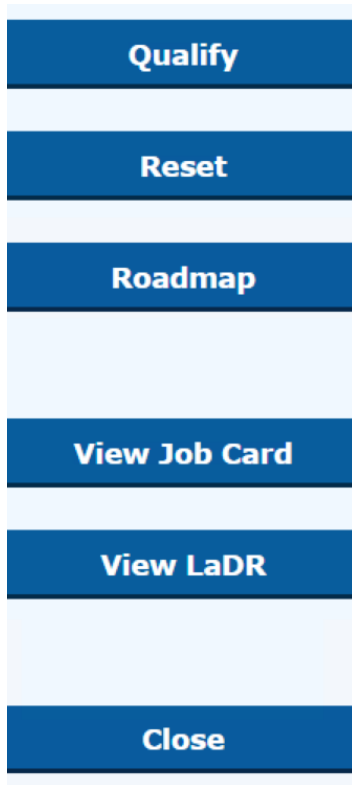 Qualify
Reset
Roadmap
View Job Card
View LaDR
Close